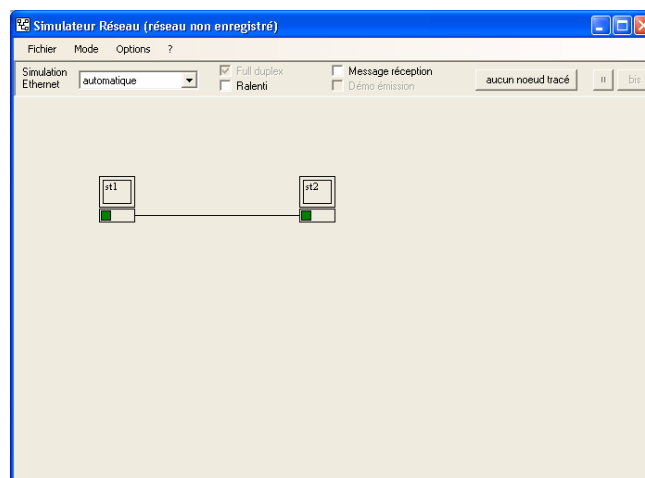 Simulateur Réseau (réseau non enregistré)
Fichier Mode Options ?
Simulation Ethernet automatique Full duplex Message réception aucun noeud tracé II bis
Ralenti Démo émission
st1 st2